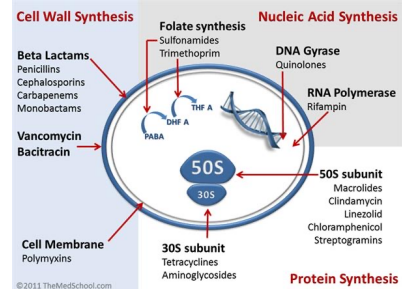 Cell Wall Synthesis
Beta Lactams
Penicillins
Cephalosporins
Carbapenems
Monobactams
Vancomycin
Bacitracin
Cell Membrane
Polymyxins
Folate synthesis
Sulfonamides
Trimethoprim
PABA
DHF A
THF A
Nucleic Acid Synthesis
DNA Gyrase
Quinolones
RNA Polymerase
Rifampin
50S
30S
50S subunit
Macrolides
Clindamycin
Linezolid
Chloramphenicol
Streptogramins
30S subunit
Tetracyclines
Aminoglycosides
Protein Synthesis
©2011 TheMedSchool.com